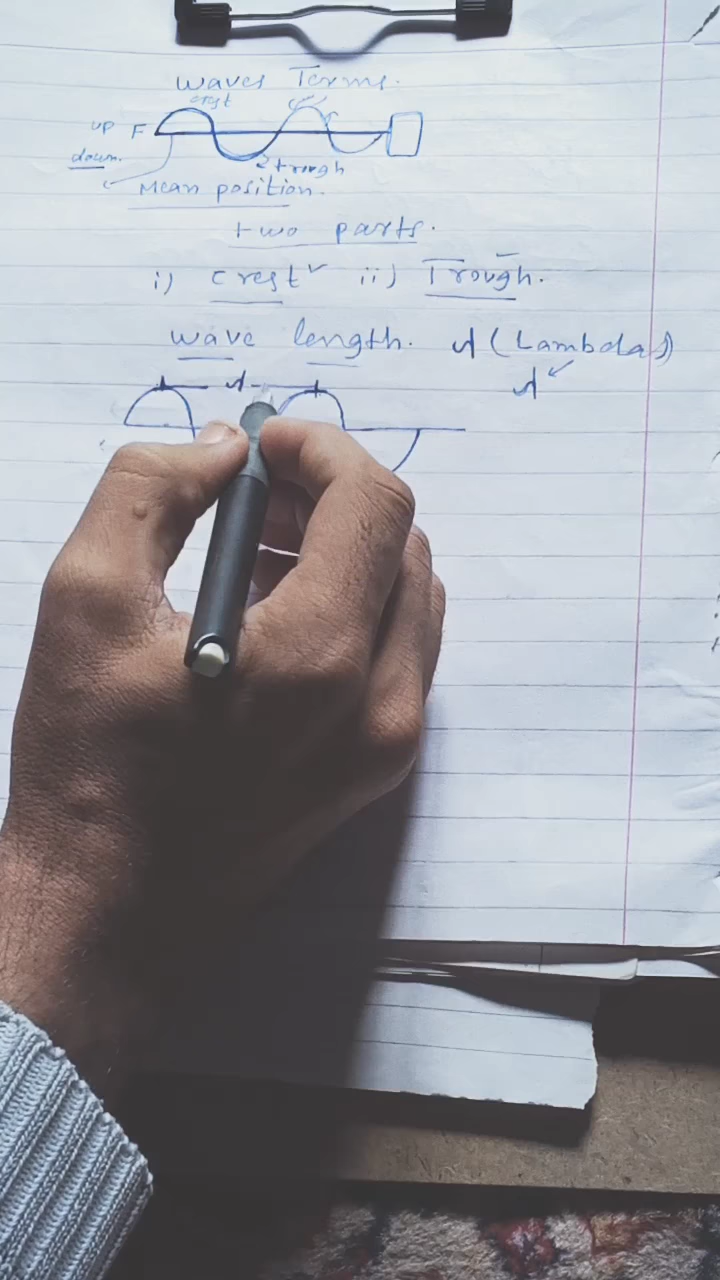 Waves Terms.
crest
up F
down.
trough
Mean position.
two parts.
i) crest ii) Trough.
wave length. λ (Lambda)
λ
λ